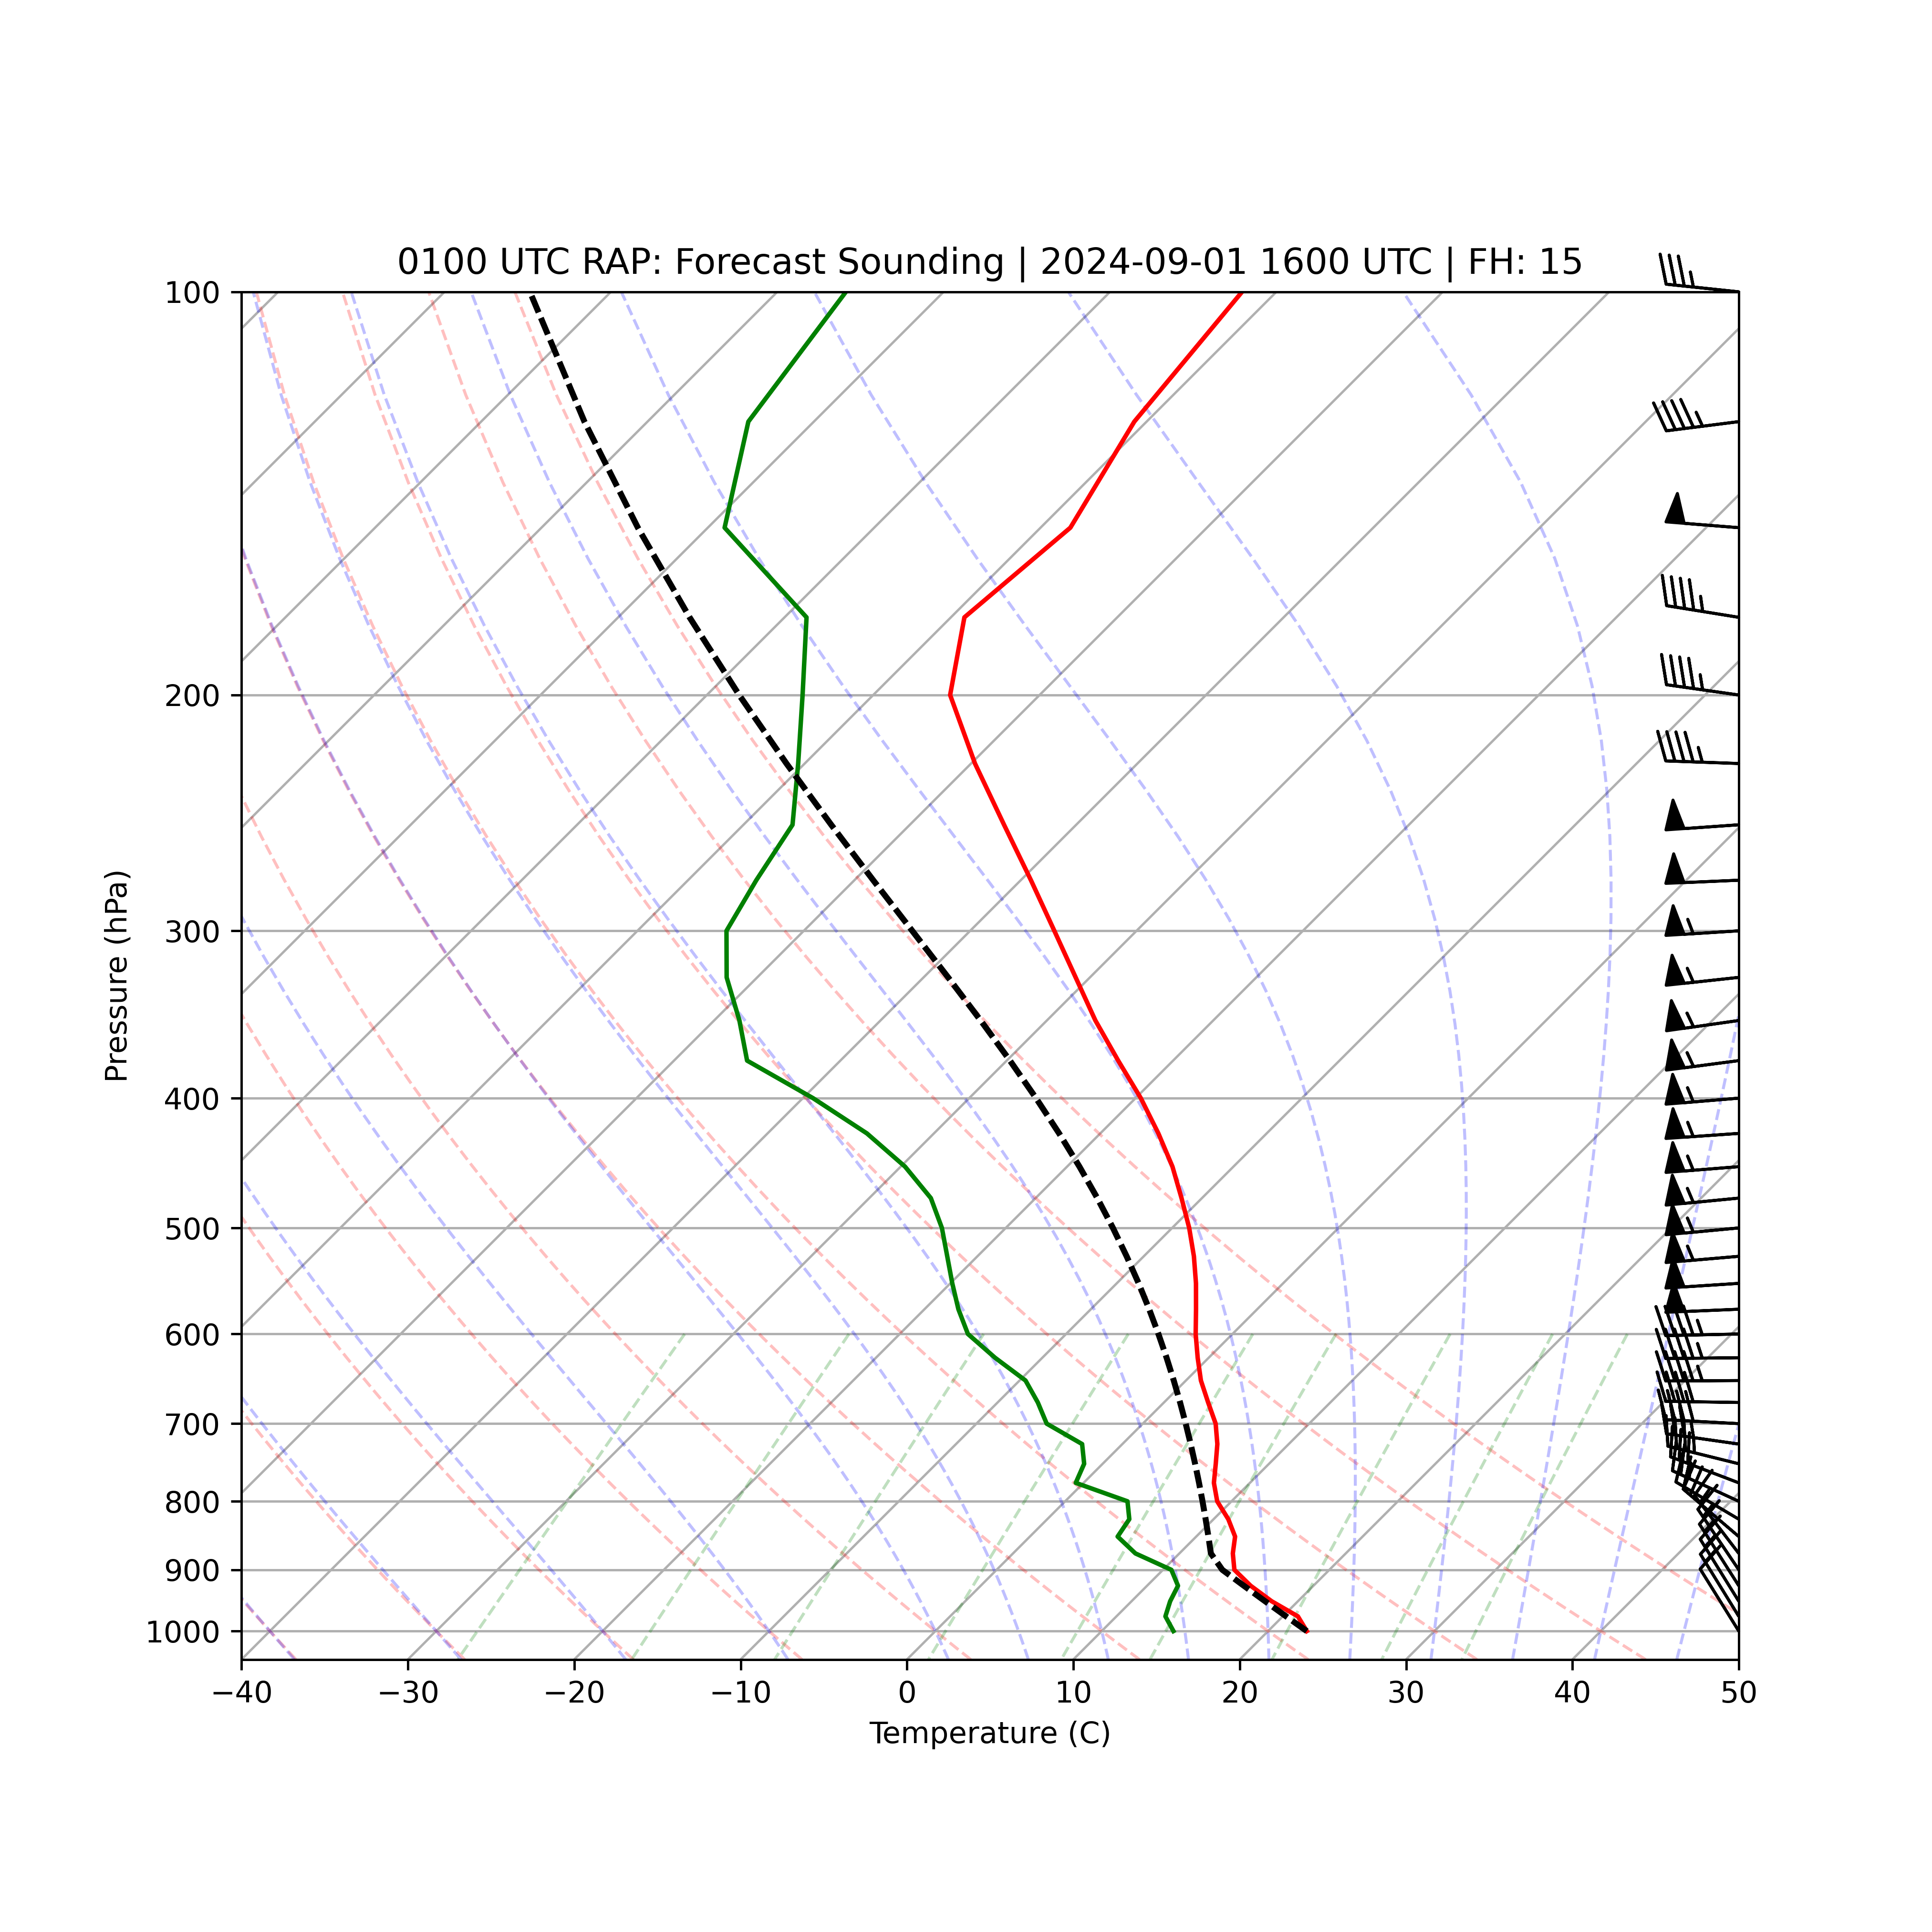 0100 UTC RAP: Forecast Sounding | 2024-09-01 1600 UTC | FH: 15
100
200
300
400
500
600
700
800
900
1000
Pressure (hPa)
−40 −30 −20 −10 0 10 20 30 40 50
Temperature (C)